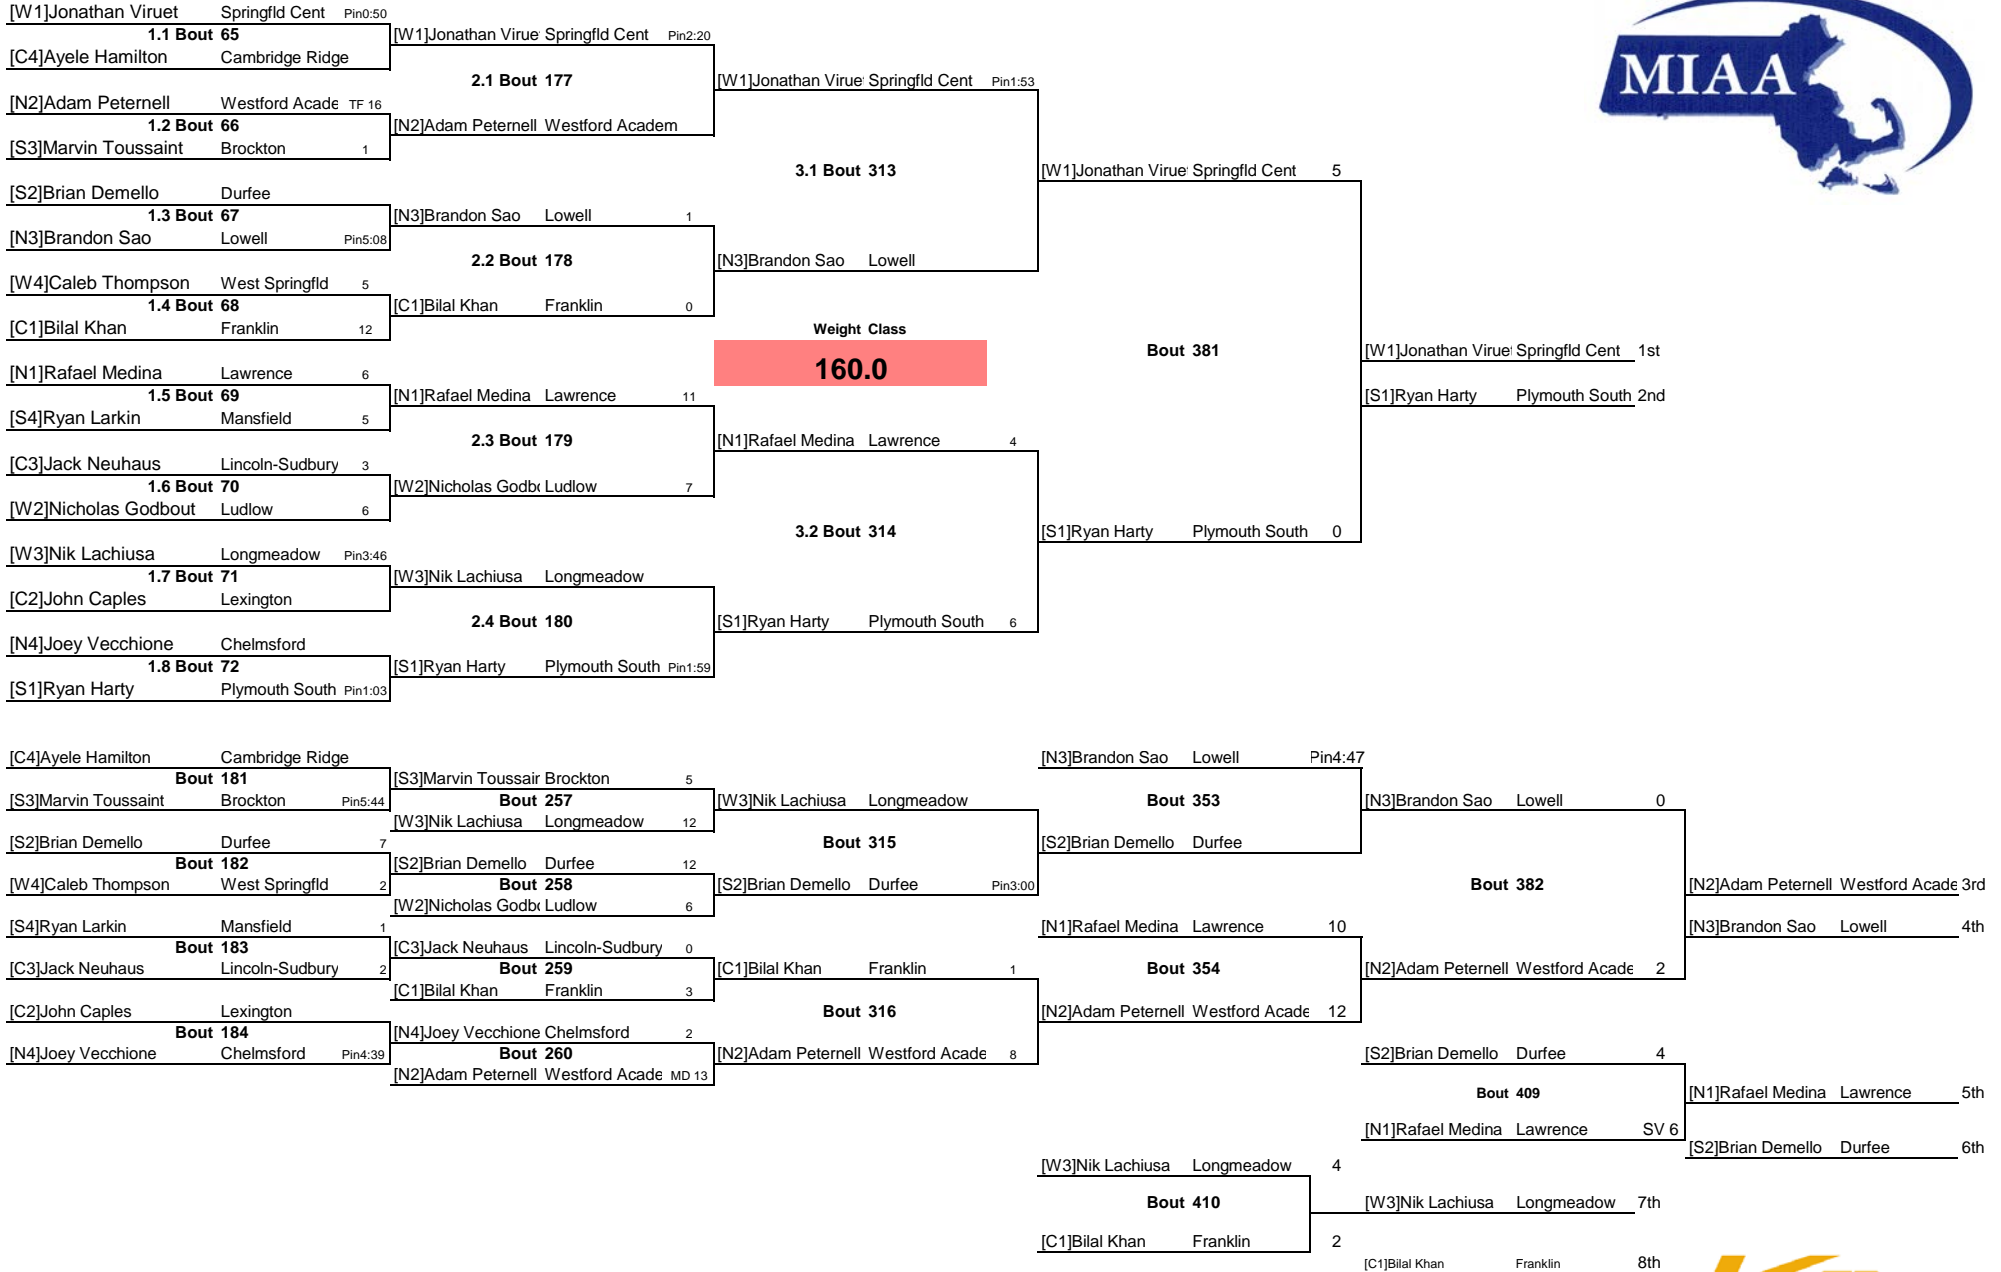 [W1]Jonathan Viruet Springfld Cent Pin0:50
1.1 Bout 65
[C4]Ayele Hamilton Cambridge Ridge
[N2]Adam Peternell Westford Acade TF 16
1.2 Bout 66
[S3]Marvin Toussaint Brockton 1
[S2]Brian Demello Durfee
1.3 Bout 67
[N3]Brandon Sao Lowell Pin5:08
[W4]Caleb Thompson West Springfld 5
1.4 Bout 68
[C1]Bilal Khan Franklin 12
[N1]Rafael Medina Lawrence 6
1.5 Bout 69
[S4]Ryan Larkin Mansfield 5
[C3]Jack Neuhaus Lincoln-Sudbury 3
1.6 Bout 70
[W2]Nicholas Godbout Ludlow 6
[W3]Nik Lachiusa Longmeadow Pin3:46
1.7 Bout 71
[C2]John Caples Lexington
[N4]Joey Vecchione Chelmsford
1.8 Bout 72
[S1]Ryan Harty Plymouth South Pin1:03
[W1]Jonathan Virue Springfld Cent Pin2:20
2.1 Bout 177
[N2]Adam Peternell Westford Academ
[N3]Brandon Sao Lowell 1
2.2 Bout 178
[C1]Bilal Khan Franklin 0
[N1]Rafael Medina Lawrence 11
2.3 Bout 179
[W2]Nicholas Godb Ludlow 7
[W3]Nik Lachiusa Longmeadow
2.4 Bout 180
[S1]Ryan Harty Plymouth South Pin1:59
[W1]Jonathan Virue Springfld Cent Pin1:53
3.1 Bout 313
[N3]Brandon Sao Lowell
Weight Class
160.0
[N1]Rafael Medina Lawrence 4
3.2 Bout 314
[S1]Ryan Harty Plymouth South 6
[W1]Jonathan Virue Springfld Cent 5
Bout 381
[S1]Ryan Harty Plymouth South 0
[W1]Jonathan Virue Springfld Cent 1st
[S1]Ryan Harty Plymouth South 2nd
MIAA
[C4]Ayele Hamilton Cambridge Ridge
Bout 181
[S3]Marvin Toussaint Brockton Pin5:44
[S2]Brian Demello Durfee 7
Bout 182
[W4]Caleb Thompson West Springfld 2
[S4]Ryan Larkin Mansfield 1
Bout 183
[C3]Jack Neuhaus Lincoln-Sudbury 2
[C2]John Caples Lexington
Bout 184
[N4]Joey Vecchione Chelmsford Pin4:39
[S3]Marvin Toussair Brockton 5
Bout 257
[W3]Nik Lachiusa Longmeadow 12
[S2]Brian Demello Durfee 12
Bout 258
[W2]Nicholas Godb Ludlow 6
[C3]Jack Neuhaus Lincoln-Sudbury 0
Bout 259
[C1]Bilal Khan Franklin 3
[N4]Joey Vecchione Chelmsford 2
Bout 260
[N2]Adam Peternell Westford Acade MD 13
[W3]Nik Lachiusa Longmeadow
Bout 315
[S2]Brian Demello Durfee Pin3:00
[C1]Bilal Khan Franklin 1
Bout 316
[N2]Adam Peternell Westford Acade 8
[N3]Brandon Sao Lowell Pin4:47
Bout 353
[S2]Brian Demello Durfee
[N1]Rafael Medina Lawrence 10
Bout 354
[N2]Adam Peternell Westford Acade 12
[N3]Brandon Sao Lowell 0
Bout 382
[N2]Adam Peternell Westford Acade 2
[N2]Adam Peternell Westford Acade 3rd
[N3]Brandon Sao Lowell 4th
[S2]Brian Demello Durfee 4
Bout 409
[N1]Rafael Medina Lawrence SV 6
[N1]Rafael Medina Lawrence 5th
[S2]Brian Demello Durfee 6th
[W3]Nik Lachiusa Longmeadow 4
Bout 410
[C1]Bilal Khan Franklin 2
[W3]Nik Lachiusa Longmeadow 7th
[C1]Bilal Khan Franklin 8th